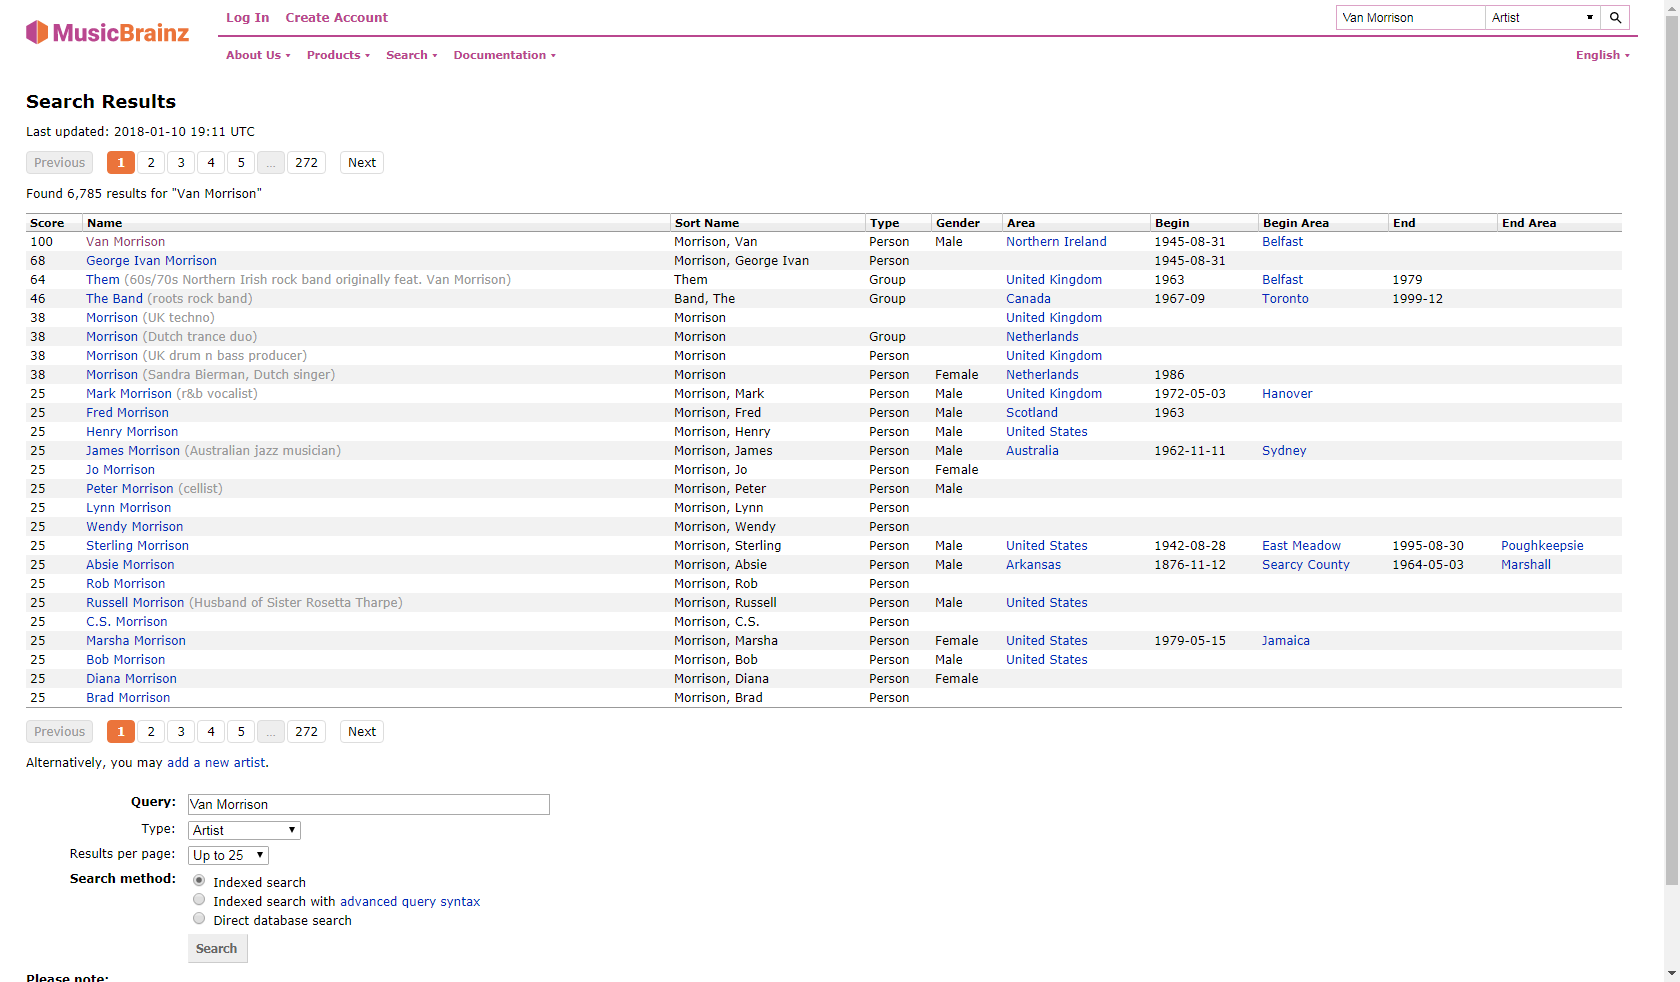 MusicBrainz
Log In Create Account
Van Morrison Artist
About Us Products Search Documentation English
Search Results
Last updated: 2018-01-10 19:11 UTC
Previous 1 2 3 4 5 ... 272 Next
Found 6,785 results for "Van Morrison"
Score Name Sort Name Type Gender Area Begin Begin Area End End Area
100 Van Morrison Morrison, Van Person Male Northern Ireland 1945-08-31 Belfast
68 George Ivan Morrison Morrison, George Ivan Person 1945-08-31
64 Them (60s/70s Northern Irish rock band originally feat. Van Morrison) Them Group United Kingdom 1963 Belfast 1979
46 The Band (roots rock band) Band, The Group Canada 1967-09 Toronto 1999-12
38 Morrison (UK techno) Morrison United Kingdom
38 Morrison (Dutch trance duo) Morrison Group Netherlands
38 Morrison (UK drum n bass producer) Morrison Person United Kingdom
38 Morrison (Sandra Bierman, Dutch singer) Morrison Person Female Netherlands 1986
25 Mark Morrison (r&b vocalist) Morrison, Mark Person Male United Kingdom 1972-05-03 Hanover
25 Fred Morrison Morrison, Fred Person Male Scotland 1963
25 Henry Morrison Morrison, Henry Person Male United States
25 James Morrison (Australian jazz musician) Morrison, James Person Male Australia 1962-11-11 Sydney
25 Jo Morrison Morrison, Jo Person Female
25 Peter Morrison (cellist) Morrison, Peter Person Male
25 Lynn Morrison Morrison, Lynn Person
25 Wendy Morrison Morrison, Wendy Person
25 Sterling Morrison Morrison, Sterling Person Male United States 1942-08-28 East Meadow 1995-08-30 Poughkeepsie
25 Absie Morrison Morrison, Absie Person Male Arkansas 1876-11-12 Searcy County 1964-05-03 Marshall
25 Rob Morrison Morrison, Rob Person
25 Russell Morrison (Husband of Sister Rosetta Tharpe) Morrison, Russell Person Male United States
25 C.S. Morrison Morrison, C.S. Person
25 Marsha Morrison Morrison, Marsha Person Female United States 1979-05-15 Jamaica
25 Bob Morrison Morrison, Bob Person Male United States
25 Diana Morrison Morrison, Diana Person Female
25 Brad Morrison Morrison, Brad Person
Previous 1 2 3 4 5 ... 272 Next
Alternatively, you may add a new artist.
Query: Van Morrison
Type: Artist
Results per page: Up to 25
Search method: Indexed search
Indexed search with advanced query syntax
Direct database search
Search
Please note: